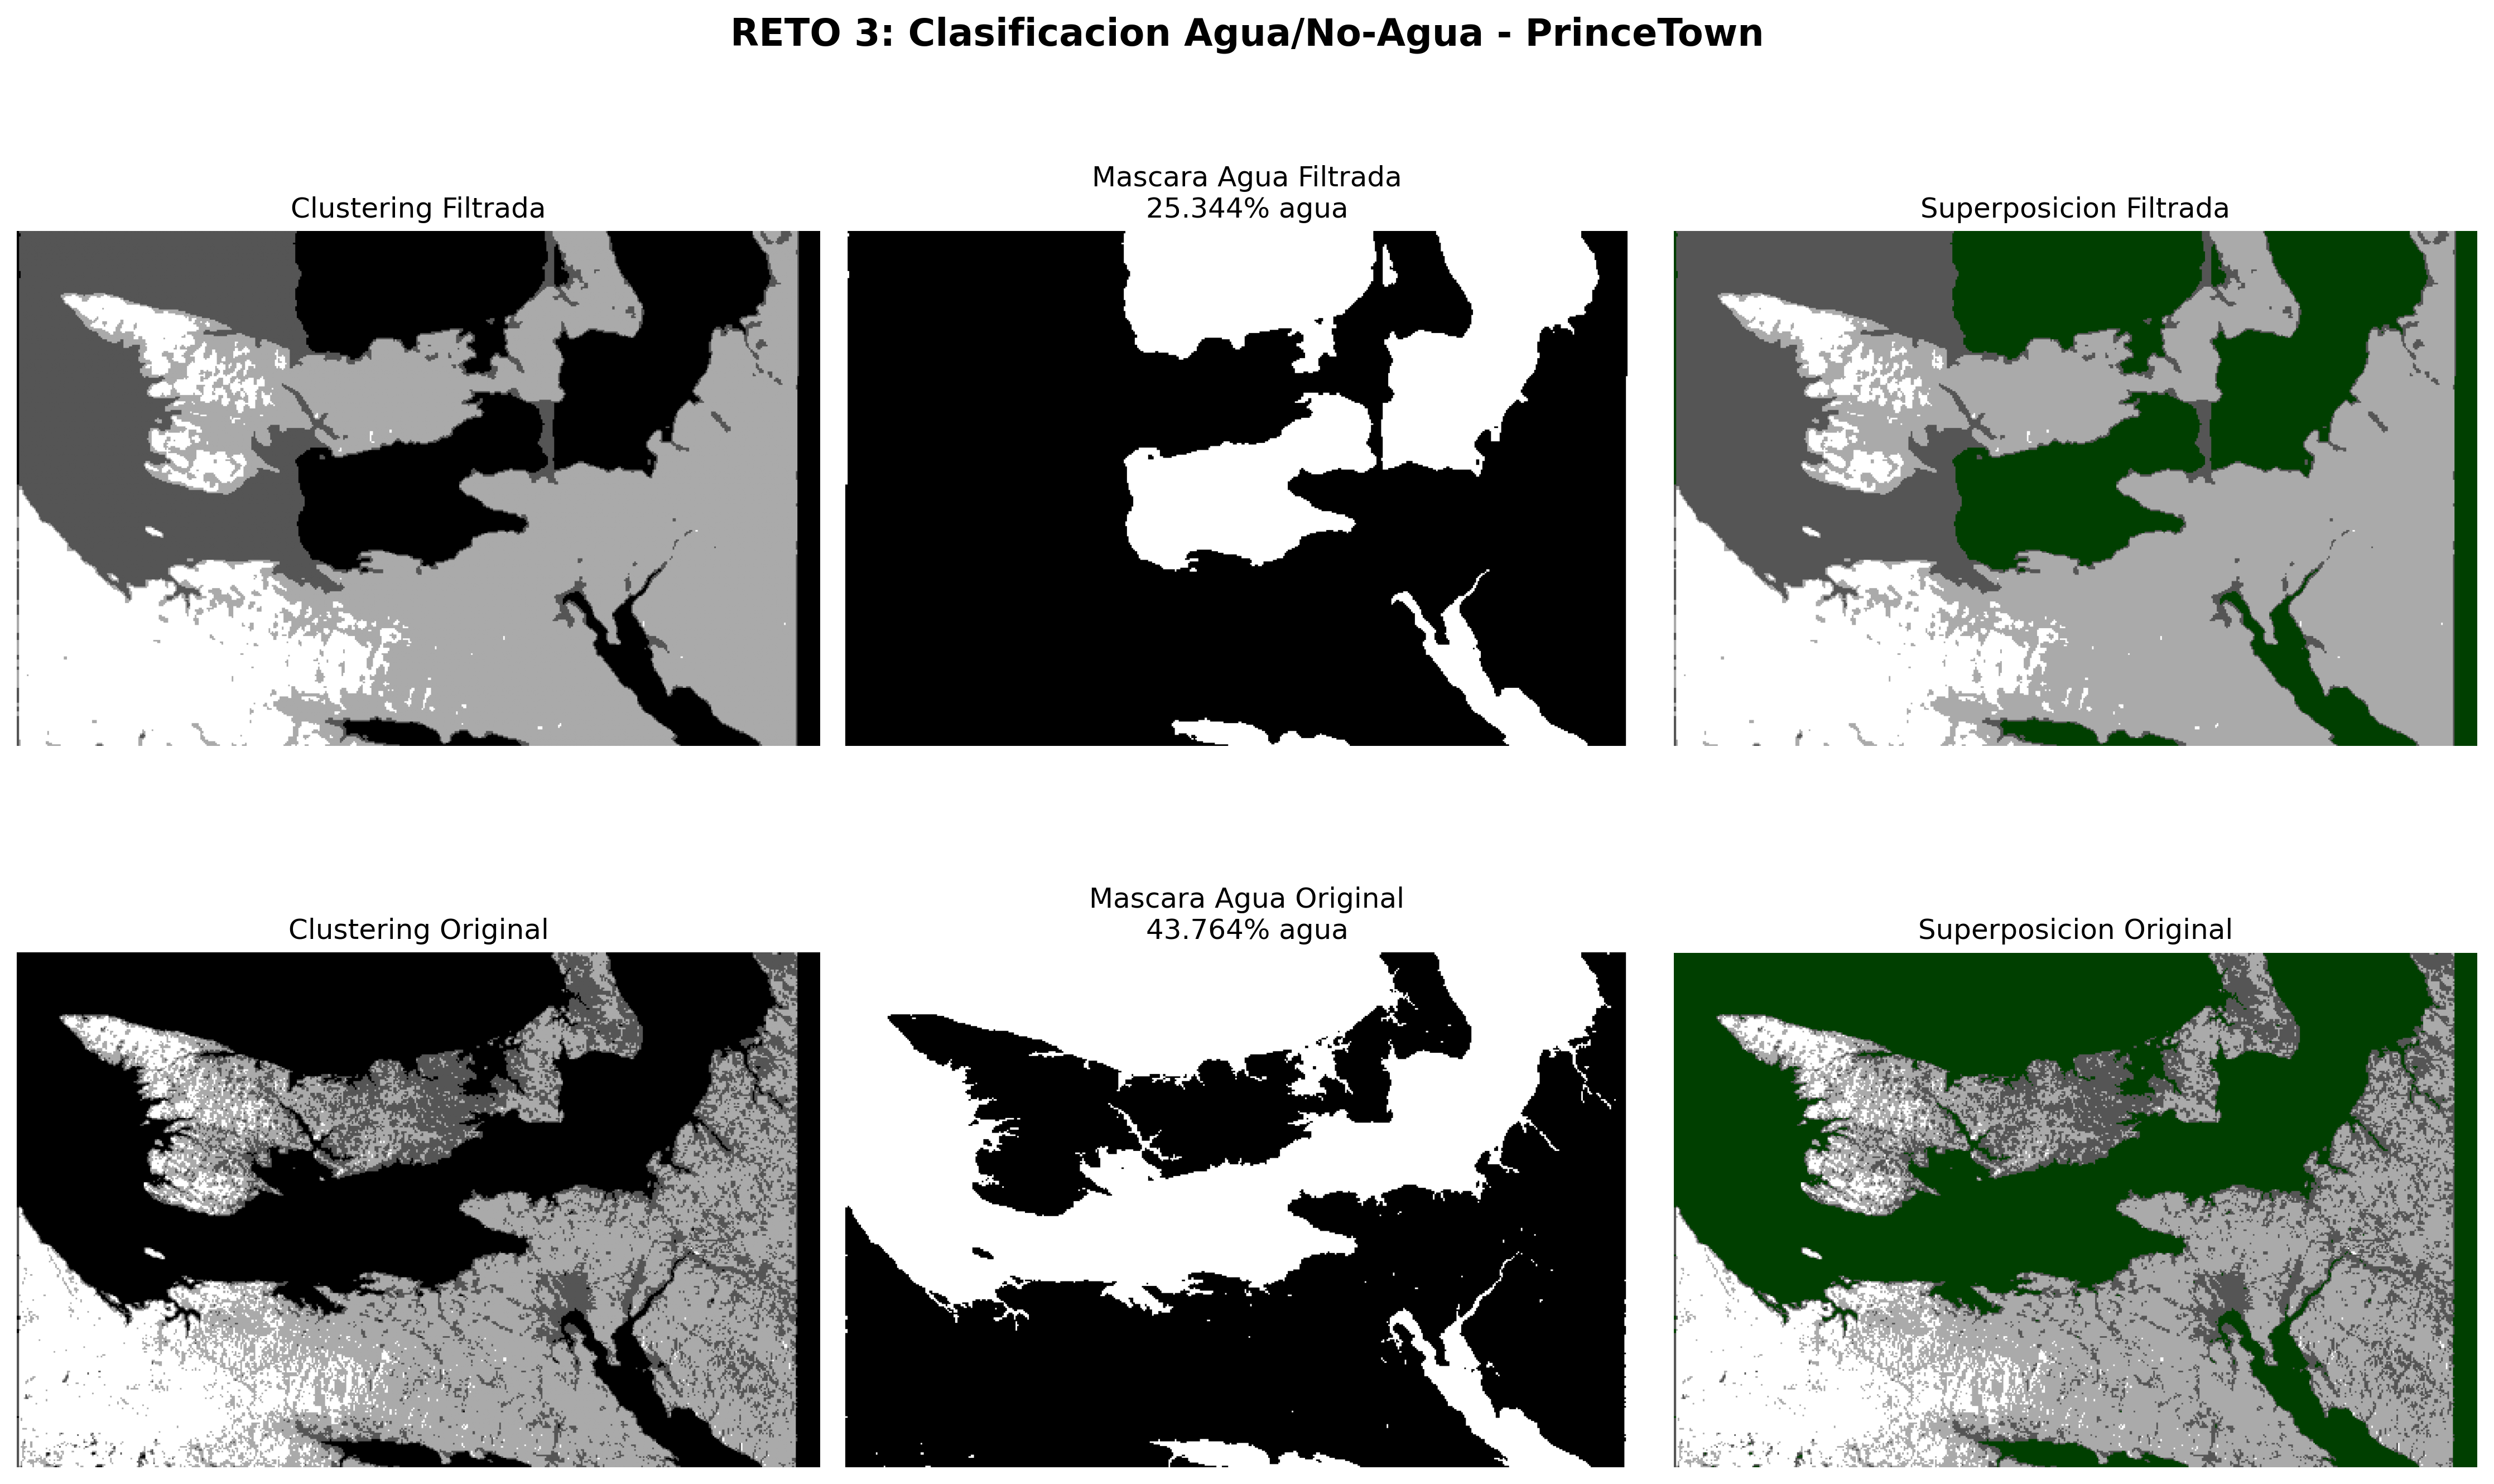 RETO 3: Clasificacion Agua/No-Agua - PrinceTown
Clustering Filtrada
Mascara Agua Filtrada
25.344% agua
Superposicion Filtrada
Clustering Original
Mascara Agua Original
43.764% agua
Superposicion Original